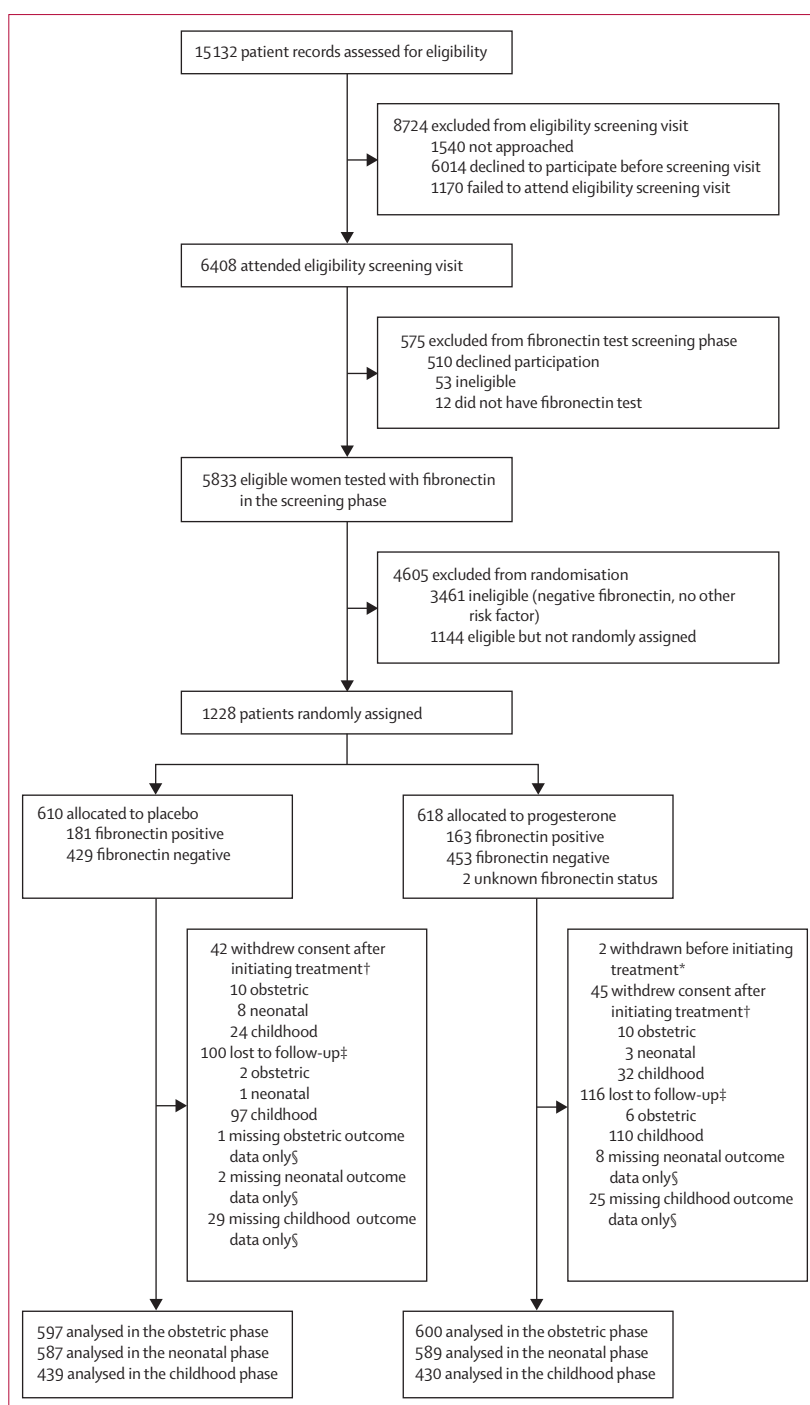 15132 patient records assessed for eligibility
8724 excluded from eligibility screening visit
1540 not approached
6014 declined to participate before screening visit
1170 failed to attend eligibility screening visit
6408 attended eligibility screening visit
575 excluded from fibronectin test screening phase
510 declined participation
53 ineligible
12 did not have fibronectin test
5833 eligible women tested with fibronectin
in the screening phase
4605 excluded from randomisation
3461 ineligible (negative fibronectin, no other
risk factor)
1144 eligible but not randomly assigned
1228 patients randomly assigned
610 allocated to placebo
181 fibronectin positive
429 fibronectin negative
618 allocated to progesterone
163 fibronectin positive
453 fibronectin negative
2 unknown fibronectin status
42 withdrew consent after
initiating treatment†
10 obstetric
8 neonatal
24 childhood
100 lost to follow-up‡
2 obstetric
1 neonatal
97 childhood
1 missing obstetric outcome
data only§
2 missing neonatal outcome
data only§
29 missing childhood outcome
data only§
2 withdrawn before initiating
treatment*
45 withdrew consent after
initiating treatment†
10 obstetric
3 neonatal
32 childhood
116 lost to follow-up‡
6 obstetric
110 childhood
8 missing neonatal outcome
data only§
25 missing childhood outcome
data only§
597 analysed in the obstetric phase
587 analysed in the neonatal phase
439 analysed in the childhood phase
600 analysed in the obstetric phase
589 analysed in the neonatal phase
430 analysed in the childhood phase